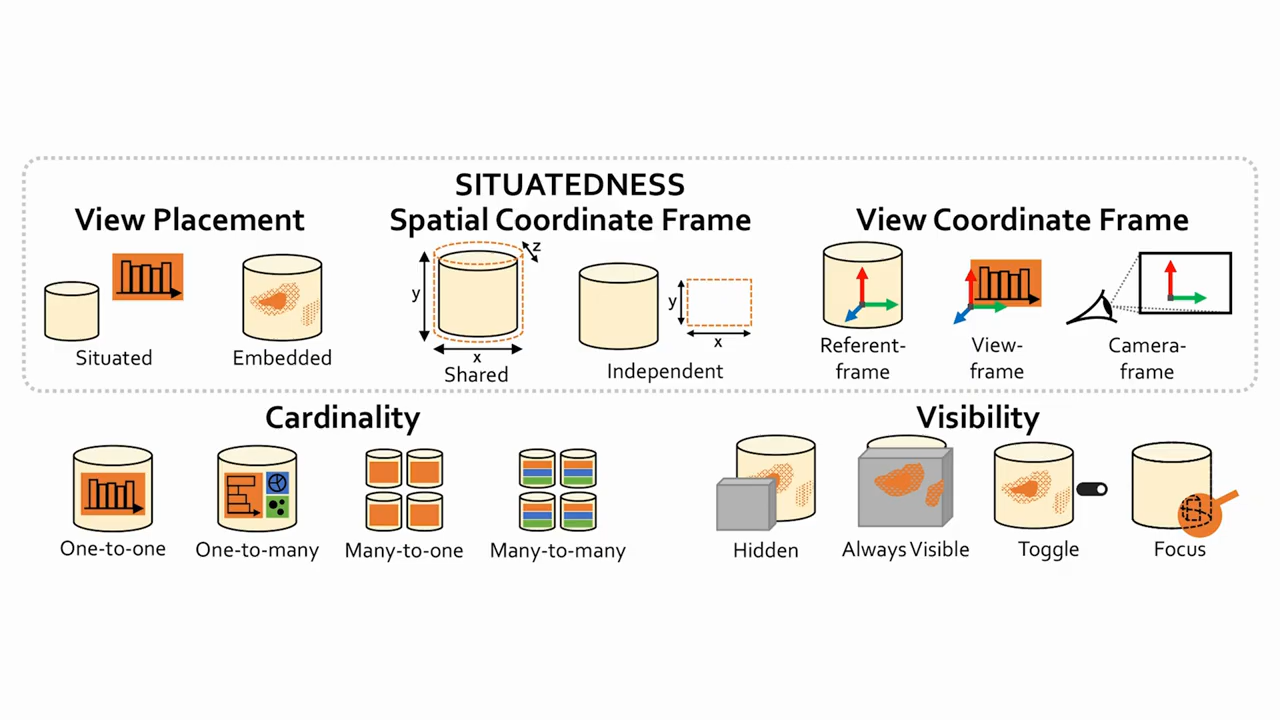 SITUATEDNESS
View Placement
Spatial Coordinate Frame
View Coordinate Frame
z
y
x
y
x
Situated
Embedded
Shared
Independent
Referent-
frame
View-
frame
Camera-
frame
Cardinality
Visibility
One-to-one
One-to-many
Many-to-one
Many-to-many
Hidden
Always Visible
Toggle
Focus